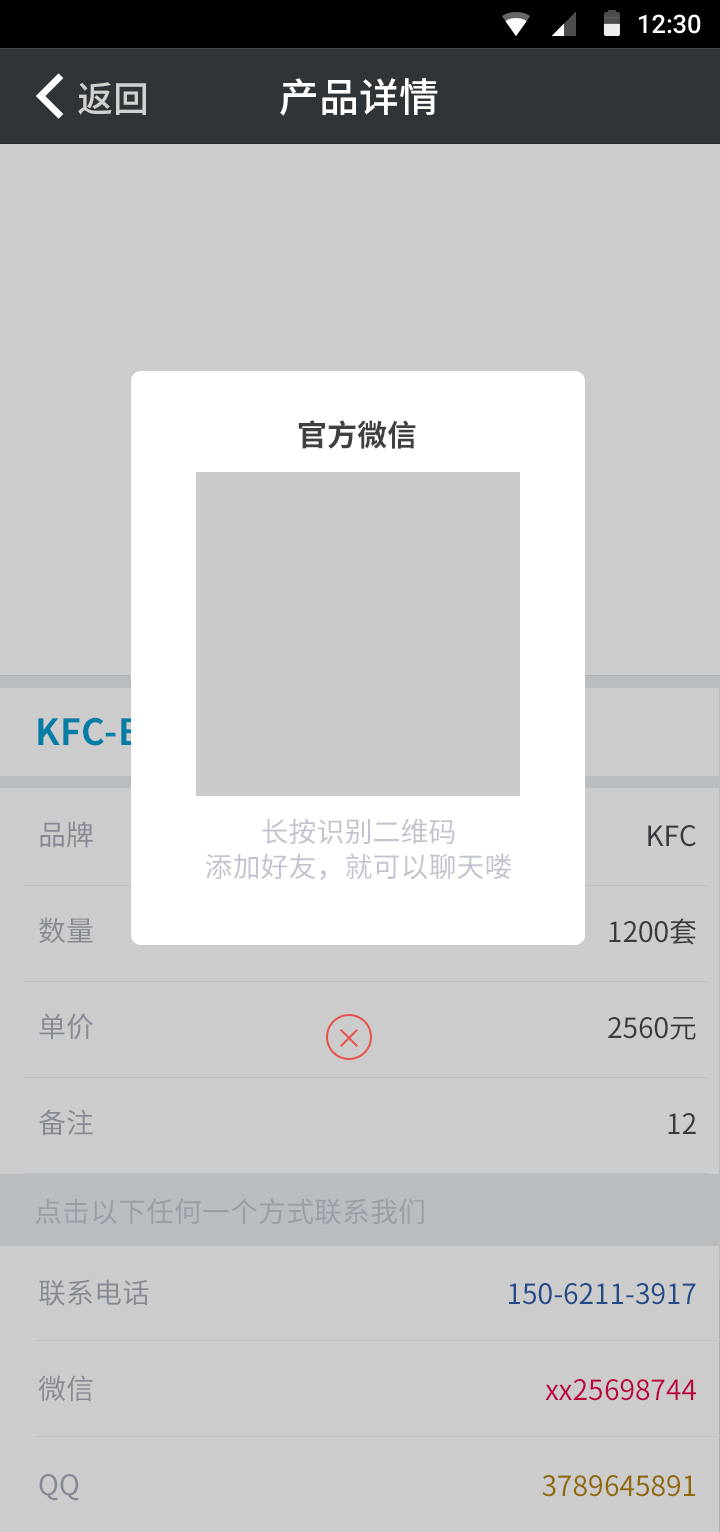 12:30
返回
产品详情
官方微信
长按识别二维码
添加好友，就可以聊天喽
KFC-
品牌
KFC
数量
1200套
单价
2560元
备注
12
点击以下任何一个方式联系我们
联系电话
150-6211-3917
微信
xx25698744
QQ
3789645891